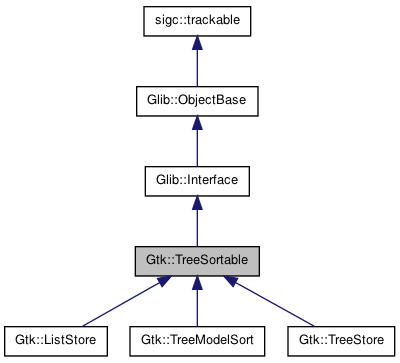 sigc::trackable
Glib::ObjectBase
Glib::Interface
Gtk::TreeSortable
Gtk::ListStore
Gtk::TreeModelSort
Gtk::TreeStore